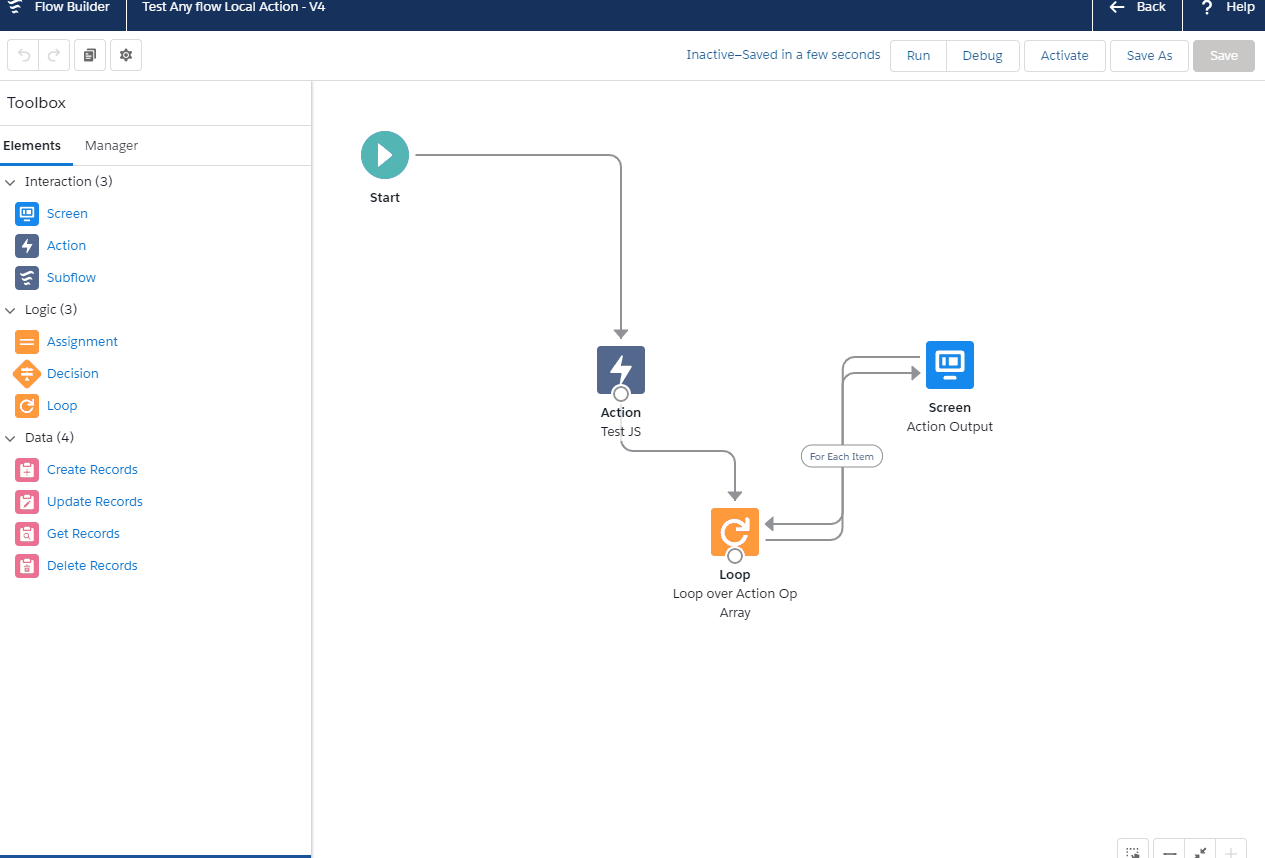 Flow Builder
Test Any flow Local Action - V4
Back
? Help
Inactive–Saved in a few seconds
Run
Debug
Activate
Save As
Save
Toolbox
Elements
Manager
Interaction (3)
Screen
Action
Subflow
Logic (3)
Assignment
Decision
Loop
Data (4)
Create Records
Update Records
Get Records
Delete Records
Start
Action
Test JS
Screen
Action Output
For Each Item
Loop
Loop over Action Op
Array